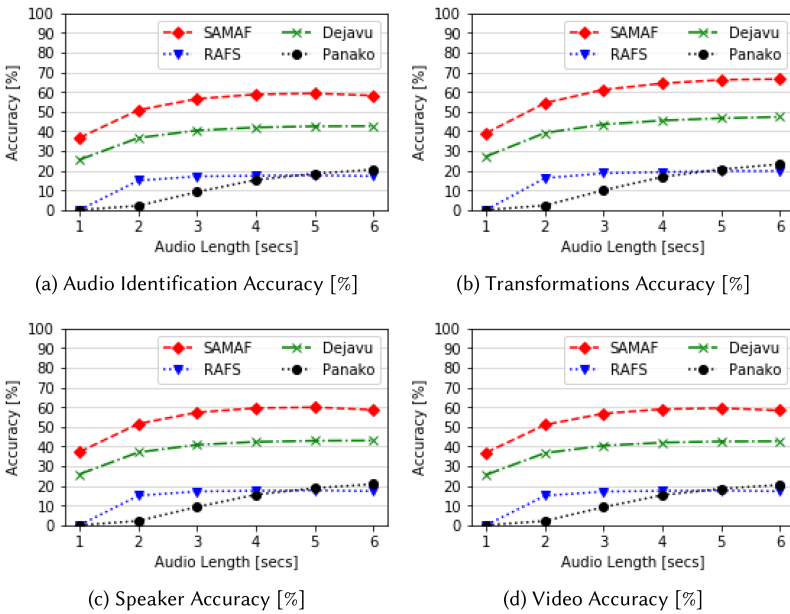 100
90
80
70
60
50
40
30
20
10
0
Accuracy [%]
SAMAF
RAFS
Dejavu
Panako
1 2 3 4 5 6
Audio Length [secs]
(a) Audio Identification Accuracy [%]
100
90
80
70
60
50
40
30
20
10
0
Accuracy [%]
SAMAF
RAFS
Dejavu
Panako
1 2 3 4 5 6
Audio Length [secs]
(b) Transformations Accuracy [%]
100
90
80
70
60
50
40
30
20
10
0
Accuracy [%]
SAMAF
RAFS
Dejavu
Panako
1 2 3 4 5 6
Audio Length [secs]
(c) Speaker Accuracy [%]
100
90
80
70
60
50
40
30
20
10
0
Accuracy [%]
SAMAF
RAFS
Dejavu
Panako
1 2 3 4 5 6
Audio Length [secs]
(d) Video Accuracy [%]